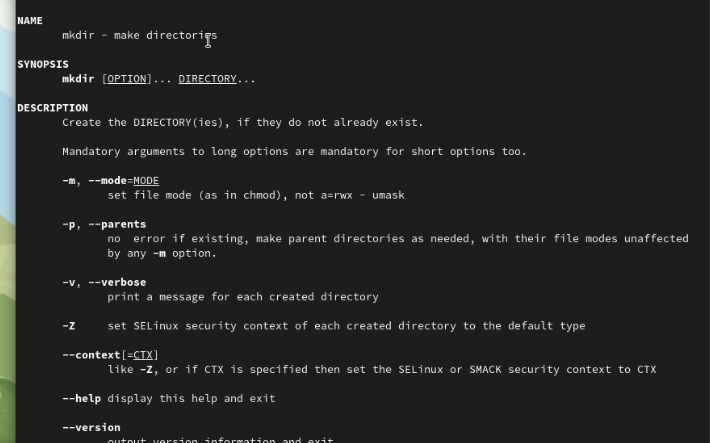 NAME
mkdir - make directories
SYNOPSIS
mkdir [OPTION]... DIRECTORY...
DESCRIPTION
Create the DIRECTORY(ies), if they do not already exist.
Mandatory arguments to long options are mandatory for short options too.
-m, --mode=MODE
set file mode (as in chmod), not a=rwx - umask
-p, --parents
no  error if existing, make parent directories as needed, with their file modes unaffected
by any -m option.
-v, --verbose
print a message for each created directory
-Z     set SELinux security context of each created directory to the default type
--context[=CTX]
like -Z, or if CTX is specified then set the SELinux or SMACK security context to CTX
--help display this help and exit
--version
output version information and exit